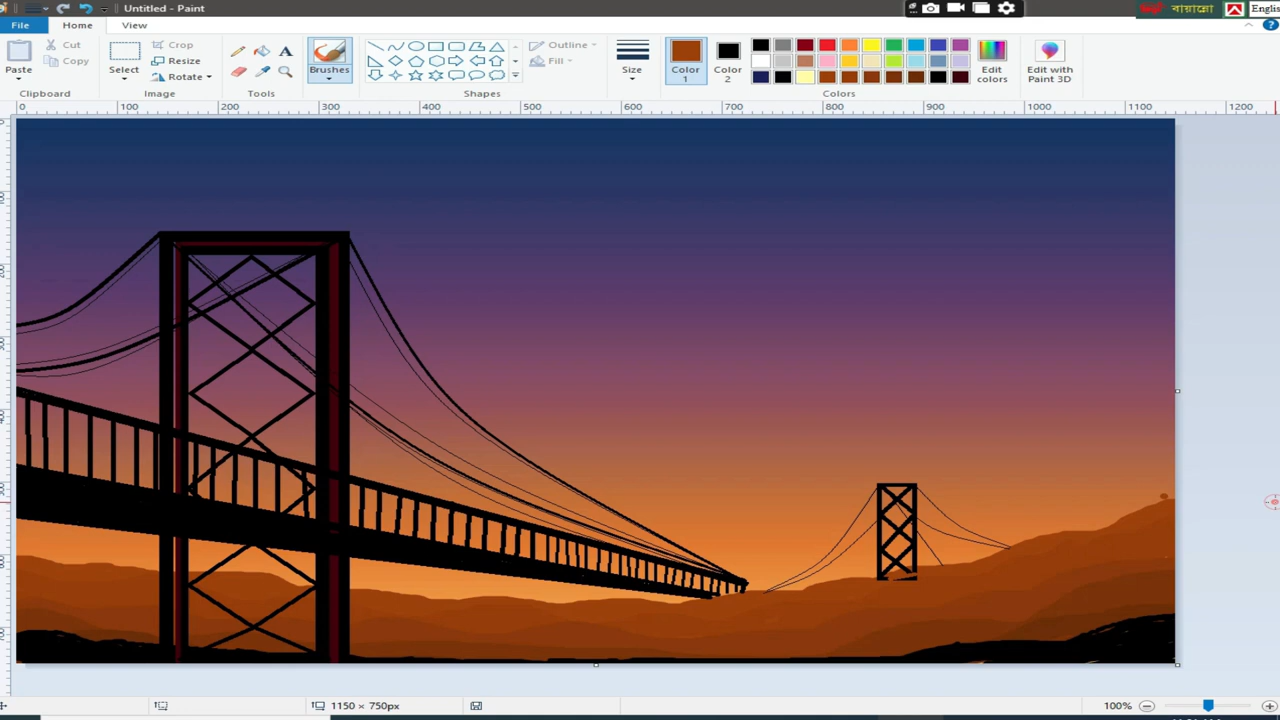 Untitled - Paint
বায়ান্নো
Englis
File Home View
Paste
Cut
Copy
Clipboard
Select
Crop
Resize
Rotate
Image
Tools
Brushes
Outline
Fill
Shapes
Size
Color
1
Color
2
Edit
colors
Colors
Edit with
Paint 3D
0 100 200 300 400 500 600 700 800 900 1000 1100 1200
1150 × 750px
100%